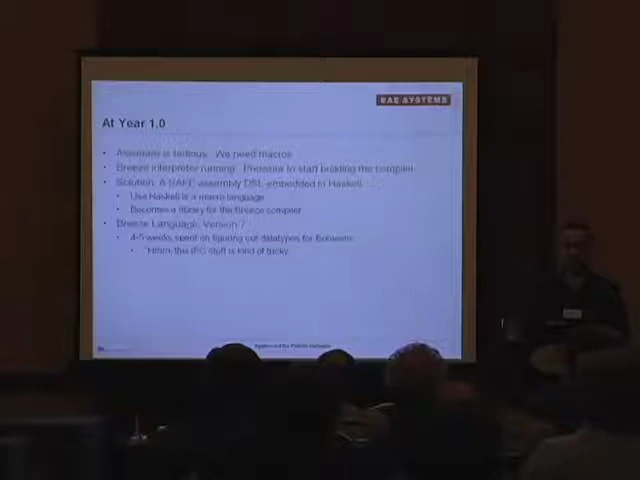 BAE SYSTEMS
At Year 1.0
Assembly is tedious. We need macros.
Breeze interpreter running. Pressure to start building the compiler.
Solution: A SAFE assembly DSL embedded in Haskell.
Use Haskell as a macro language
Becomes a library for the Breeze compiler
Breeze Language, Version 7
4-5 weeks spent on figuring out datatypes for
"Hmm, this IFC stuff is kind of tricky